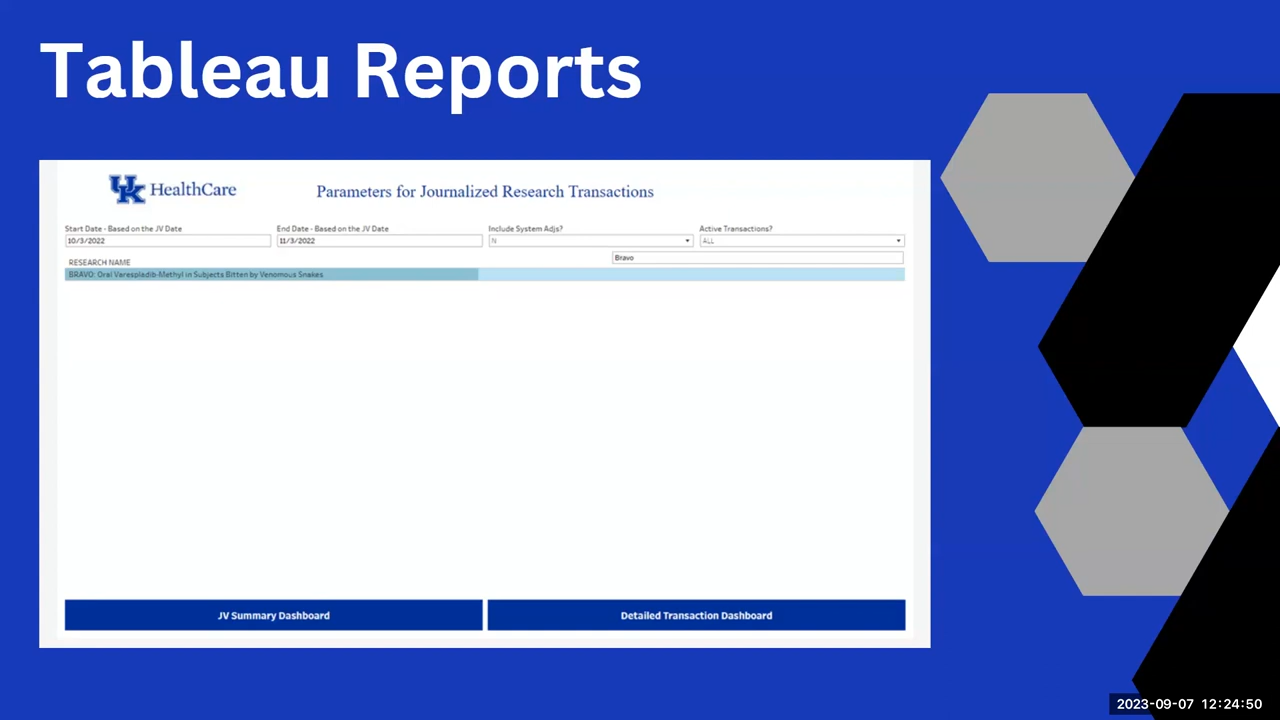 Tableau Reports
UK HealthCare
Parameters for Journalized Research Transactions
Start Date - Based on the JV Date End Date - Based on the JV Date Include System Adjs? Active Transactions?
10/3/2022 11/3/2022 N ALL
Bravo
RESEARCH NAME
BRAVO: Oral Varespladib-Methyl in Subjects Bitten by Venomous Snakes
JV Summary Dashboard Detailed Transaction Dashboard
2023-09-07 12:24:50